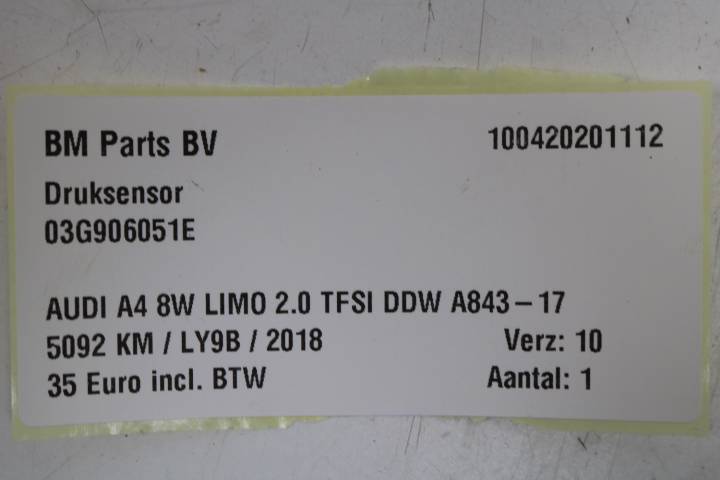 BM Parts BV 100420201112
Druksensor
03G906051E
AUDI A4 8W LIMO 2.0 TFSI DDW A843-17
5092 KM / LY9B / 2018 Verz: 10
35 Euro incl. BTW Aantal: 1